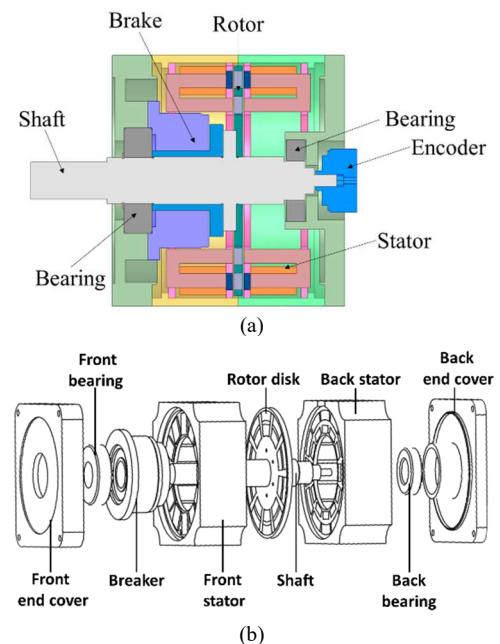 Brake
Rotor
Shaft
Bearing
Encoder
Bearing
Stator
(a)
Front
bearing
Rotor disk
Back stator
Back
end cover
Front
end cover
Breaker
Front
stator
Shaft
Back
bearing
(b)